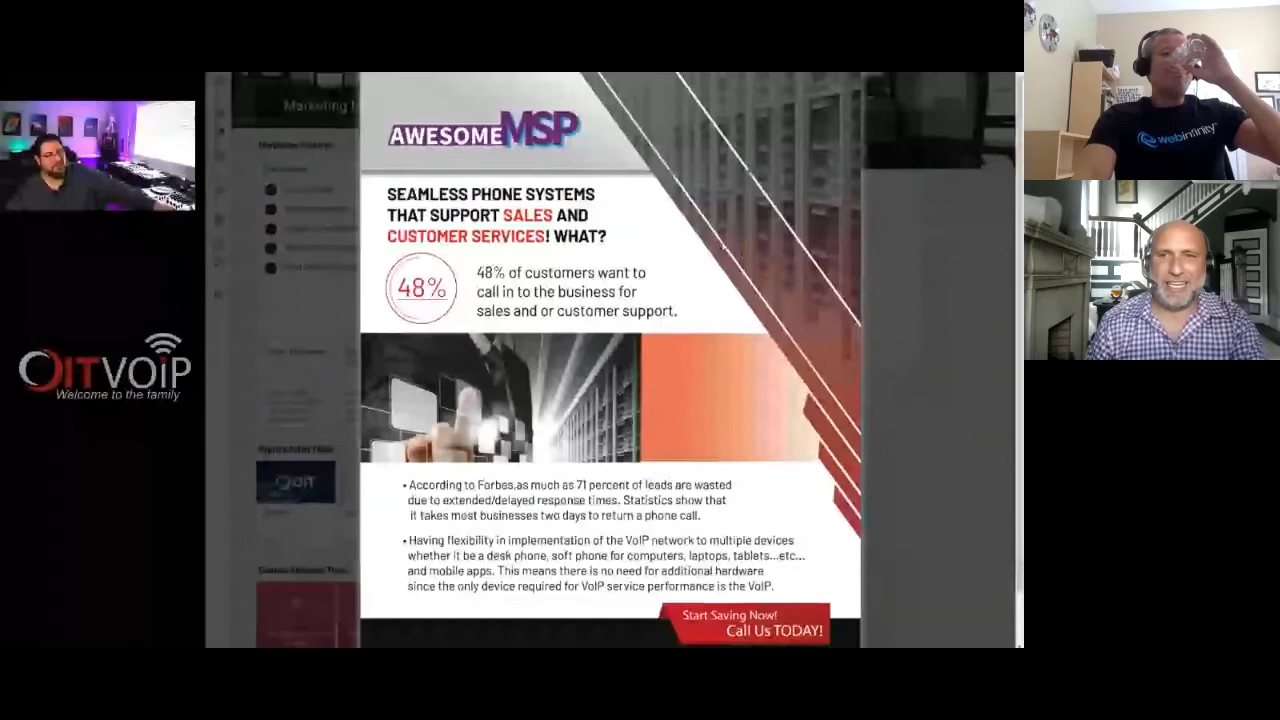 Marketing
AWESOMEMSP
SEAMLESS PHONE SYSTEMS
THAT SUPPORT SALES AND
CUSTOMER SERVICES! WHAT?
48%
48% of customers want to
call in to the business for
sales and or customer support.
• According to Forbes,as much as 71 percent of leads are wasted
due to extended/delayed response times. Statistics show that
it takes most businesses two days to return a phone call.
• Having flexibility in implementation of the VoIP network to multiple devices
whether it be a desk phone, soft phone for computers, laptops, tablets...etc...
and mobile apps. This means there is no need for additional hardware
since the only device required for VoIP service performance is the VoIP.
Start Saving Now!
Call Us TODAY!
OITVOIP
Welcome to the family
OIT
webinfinity